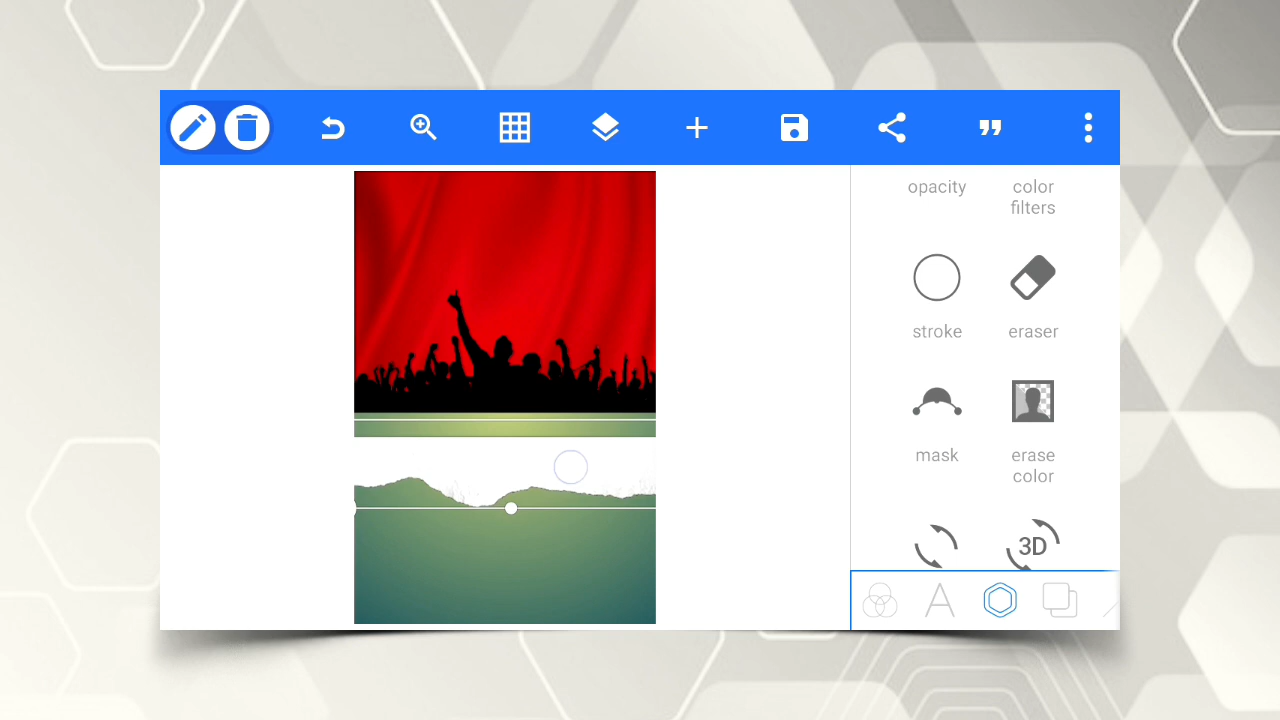 opacity
color
filters
stroke
eraser
mask
erase
color
3D
A